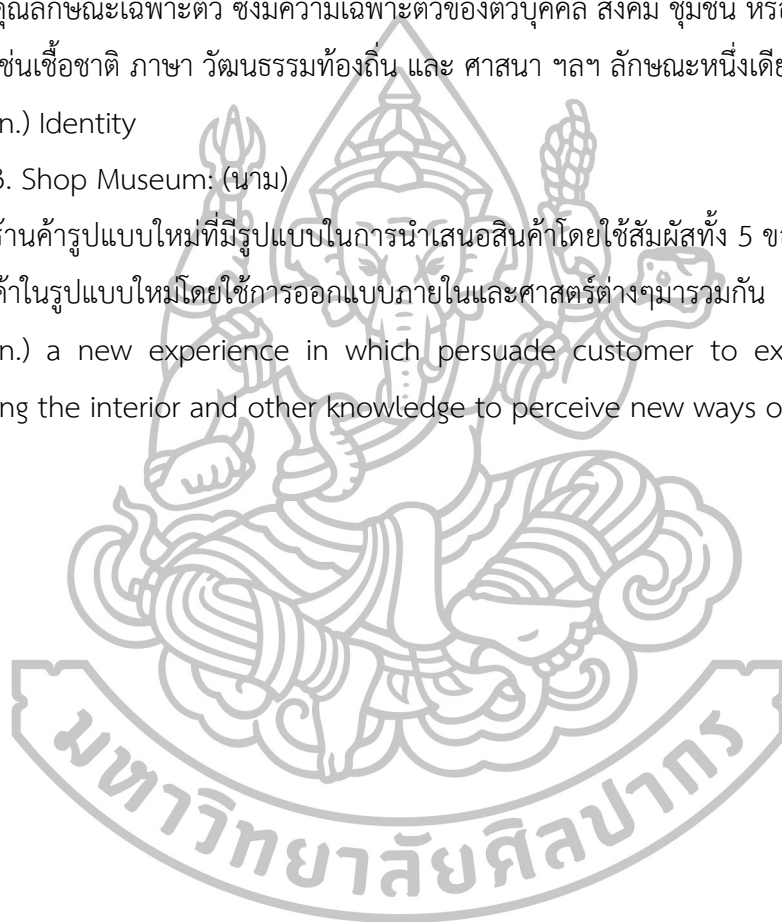 คุณลักษณะเฉพาะตัว ซึ่งมีความเฉพาะตัวของตัวบุคคล สังคม ชุมชน
ช่นเชื้อชาติ ภาษา วัฒนธรรมท้องถิ่น และ ศาสนา ฯลฯ ลักษณะหนึ่งเดีย
n.) Identity
3. Shop Museum: (นาม)
ร้านค้ารูปแบบใหม่ที่มีรูปแบบในการนำเสนอสินค้าโดยใช้สัมผัสทั้ง 5
ค้าในรูปแบบใหม่โดยใช้การออกแบบภายในและศาสตร์ต่างๆมารวมกัน
n.) a new experience in which persuade customer to ex
ng the interior and other knowledge to perceive new ways o
มหาวิทยาลัยศิลปากร